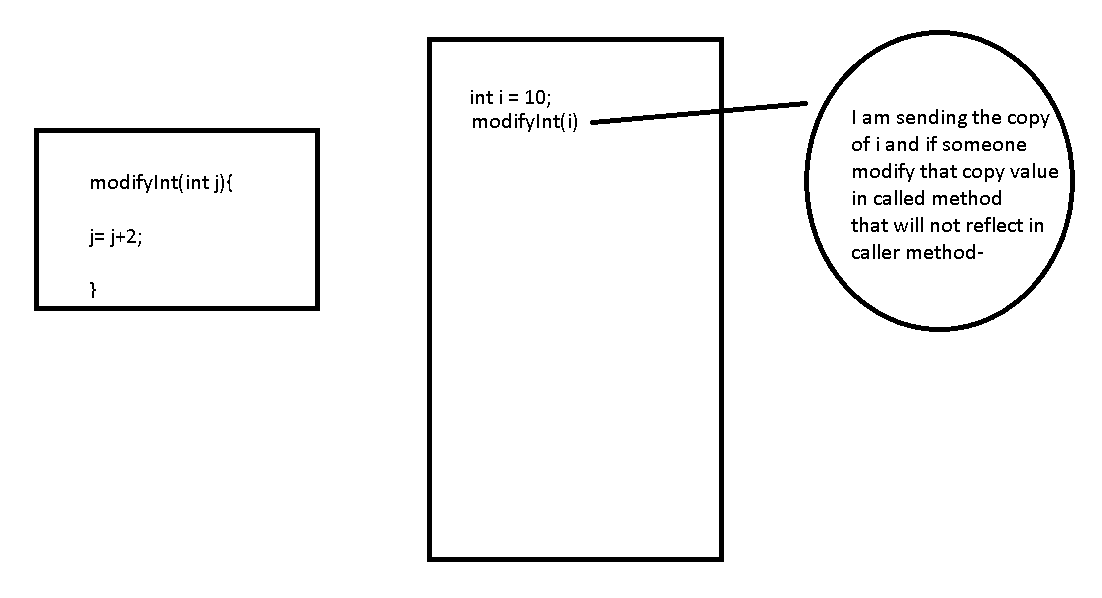 modifyInt(int j){
j= j+2;
}
int i = 10;
modifyInt(i)
I am sending the copy
of i and if someone
modify that copy value
in called method
that will not reflect in
caller method-